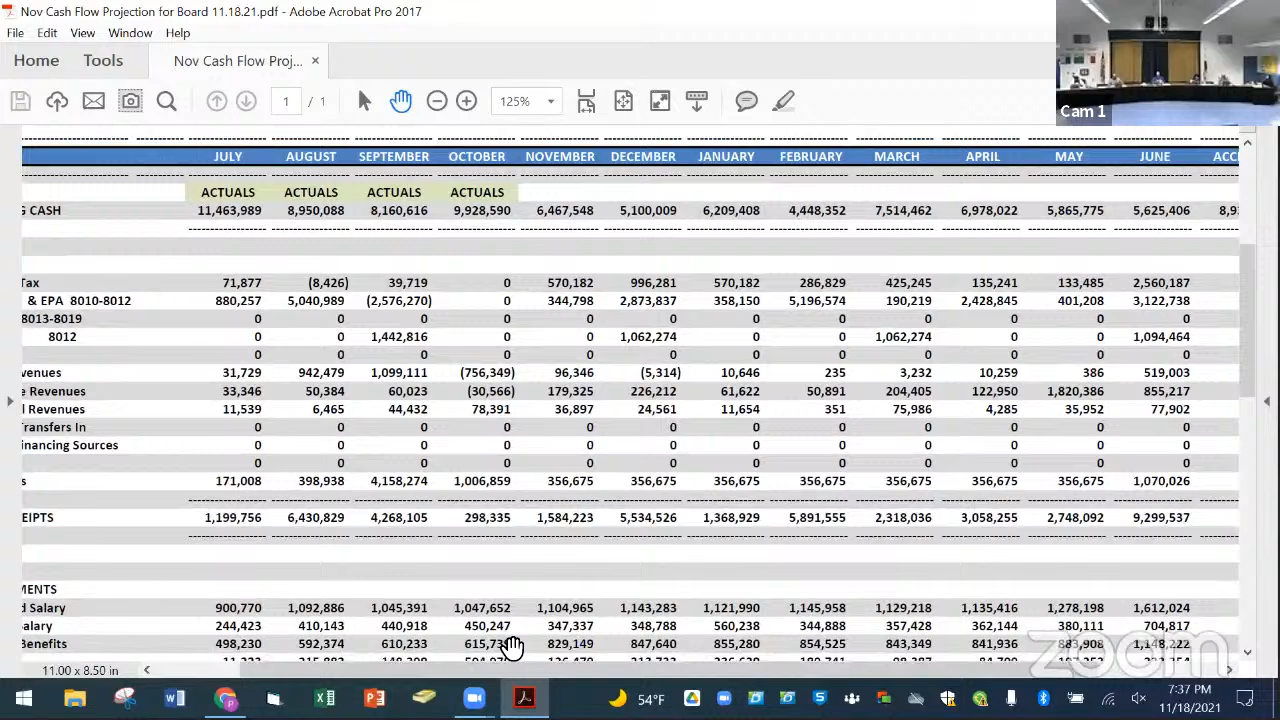 Nov Cash Flow Projection for Board 11.18.21.pdf - Adobe Acrobat Pro 2017
File Edit View Window Help
Home Tools Nov Cash Flow Proj... ×
1 / 1 125%
Cam 1
JULY AUGUST SEPTEMBER OCTOBER NOVEMBER DECEMBER JANUARY FEBRUARY MARCH APRIL MAY JUNE ACC
ACTUALS ACTUALS ACTUALS ACTUALS
G CASH 11,463,989 8,950,088 8,160,616 9,928,590 6,467,548 5,100,009 6,209,408 4,448,352 7,514,462 6,978,022 5,865,775 5,625,406 8,9
Tax 71,877 (8,426) 39,719 0 570,182 996,281 570,182 286,829 425,245 135,241 133,485 2,560,187
& EPA 8010-8012 880,257 5,040,989 (2,576,270) 0 344,798 2,873,837 358,150 5,196,574 190,219 2,428,845 401,208 3,122,738
8013-8019 0 0 0 0 0 0 0 0 0 0 0 0
8012 0 0 1,442,816 0 0 1,062,274 0 0 1,062,274 0 0 1,094,464
0 0 0 0 0 0 0 0 0 0 0 0
venues 31,729 942,479 1,099,111 (756,349) 96,346 (5,314) 10,646 235 3,232 10,259 386 519,003
e Revenues 33,346 50,384 60,023 (30,566) 179,325 226,212 61,622 50,891 204,405 122,950 1,820,386 855,217
l Revenues 11,539 6,465 44,432 78,391 36,897 24,561 11,654 351 75,986 4,285 35,952 77,902
ransfers In 0 0 0 0 0 0 0 0 0 0 0 0
inancing Sources 0 0 0 0 0 0 0 0 0 0 0 0
0 0 0 0 0 0 0 0 0 0 0 0
s 171,008 398,938 4,158,274 1,006,859 356,675 356,675 356,675 356,675 356,675 356,675 356,675 1,070,026
CEIPTS 1,199,756 6,430,829 4,268,105 298,335 1,584,223 5,534,526 1,368,929 5,891,555 2,318,036 3,058,255 2,748,092 9,299,537
MENTS
d Salary 900,770 1,092,886 1,045,391 1,047,652 1,104,965 1,143,283 1,121,990 1,145,958 1,129,218 1,135,416 1,278,198 1,612,024
Salary 244,423 410,143 440,918 450,247 347,337 348,788 560,238 344,888 357,428 362,144 380,111 704,817
Benefits 498,230 592,374 610,233 829,149 847,640 855,280 854,525 843,349 841,936 883,908 1,148,222
zoom
11.00 x 8.50 in
54°F
7:37 PM
11/18/2021